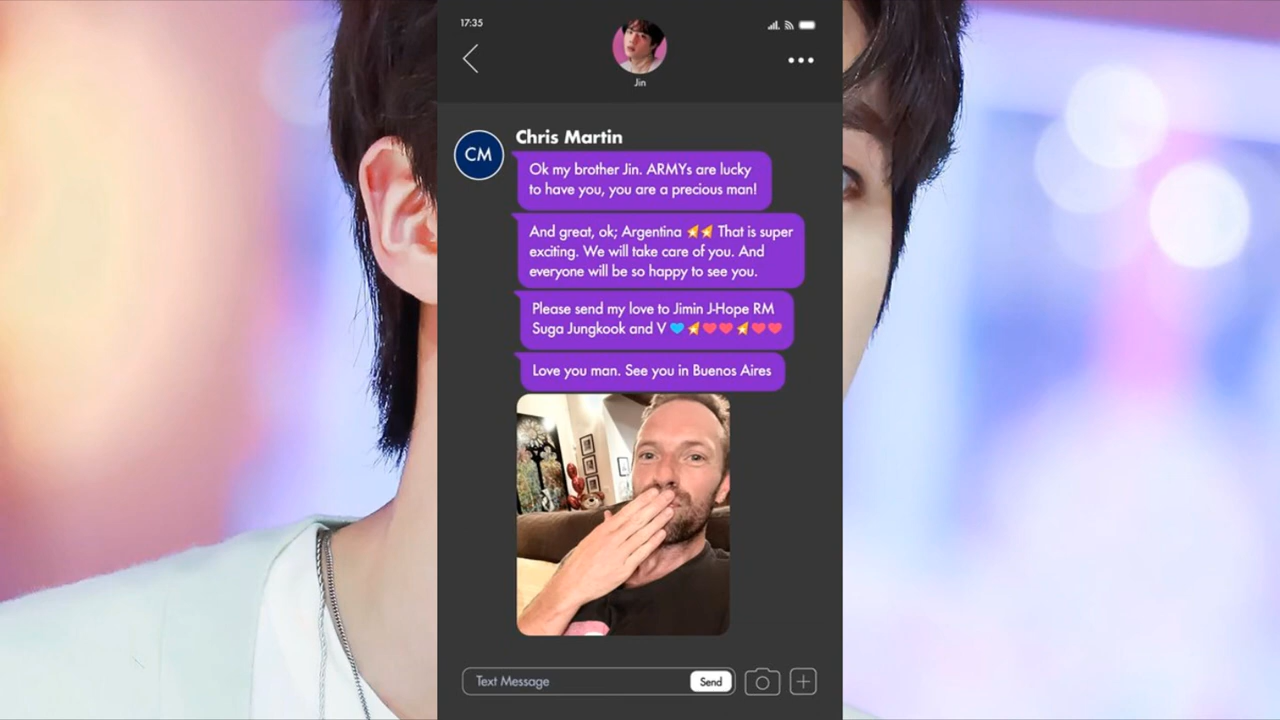 17:35
Jin
CM
Chris Martin
Ok my brother Jin. ARMYs are lucky
to have you, you are a precious man!
And great, ok; Argentina That is super
exciting. We will take care of you. And
everyone will be so happy to see you.
Please send my love to Jimin J-Hope RM
Suga Jungkook and V 
Love you man. See you in Buenos Aires
Text Message
Send